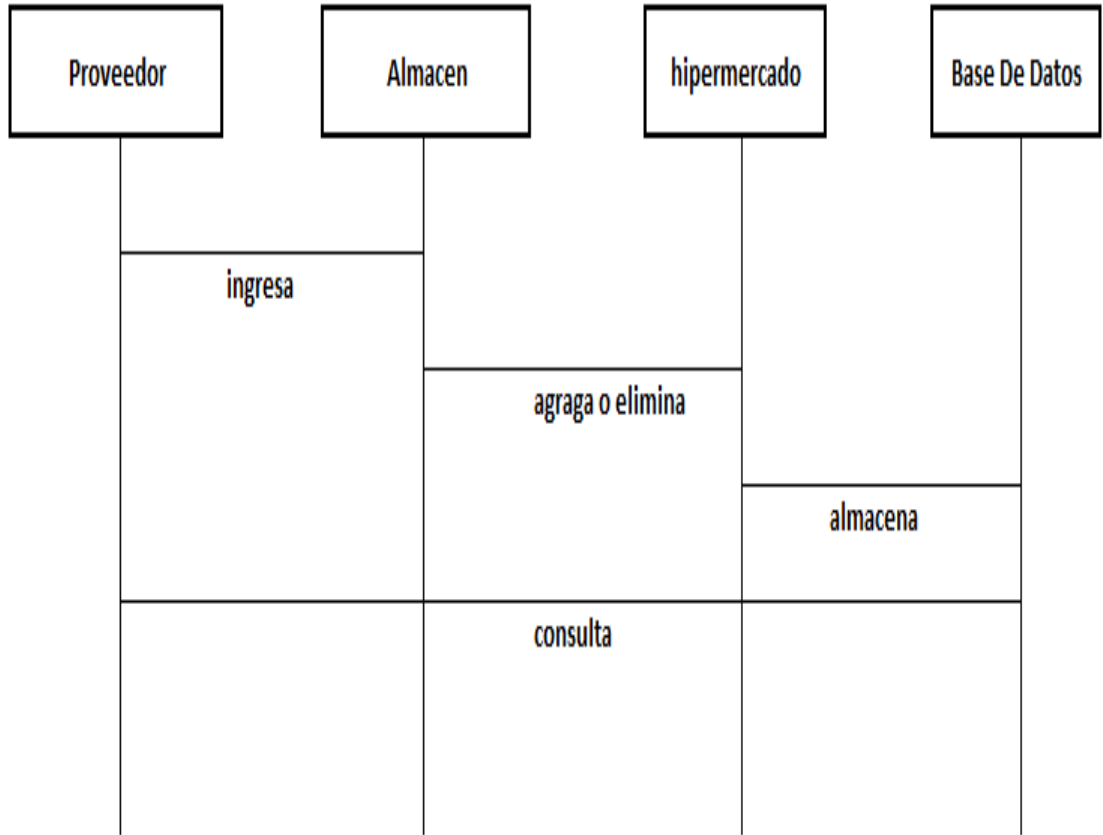 Proveedor
Almacen
hipermercado
Base De Datos
ingresa
agraga o elimina
almacena
consulta